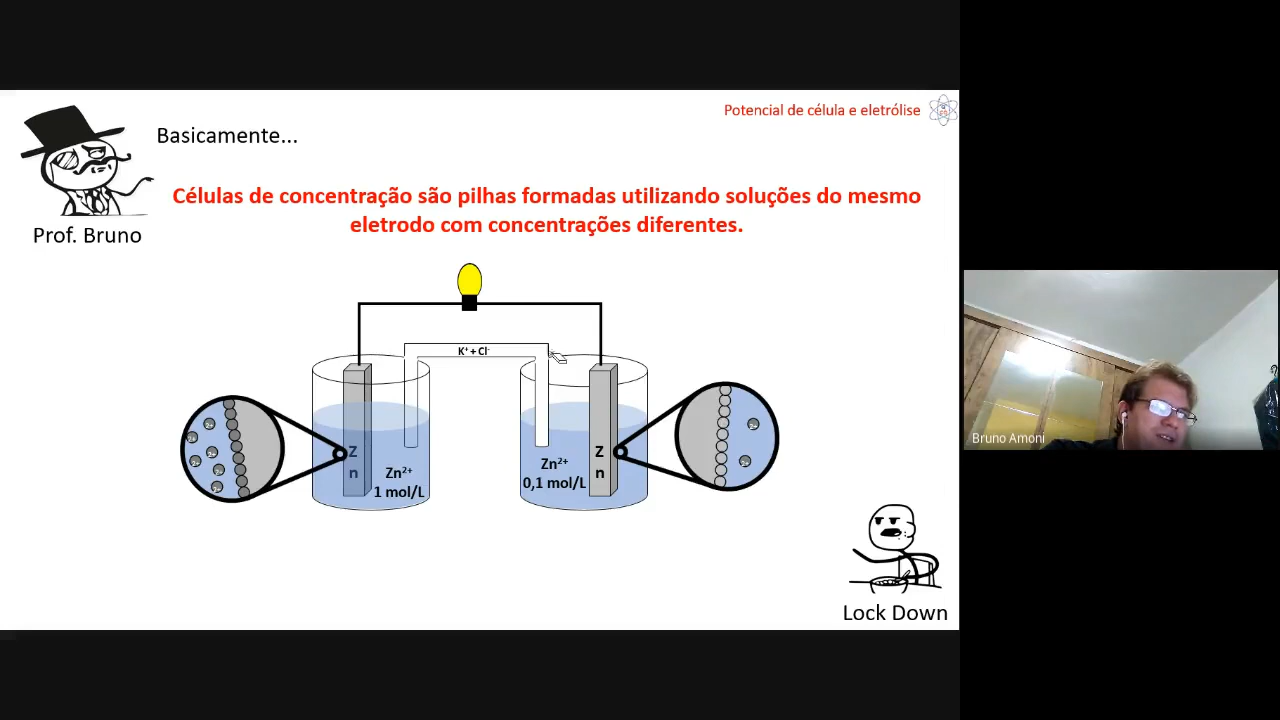 Potencial de célula e eletrólise
Basicamente...
Células de concentração são pilhas formadas utilizando soluções do mesmo
eletrodo com concentrações diferentes.
Prof. Bruno
K⁺ + Cl⁻
Z
n
Zn²⁺
1 mol/L
Zn²⁺
0,1 mol/L
Z
n
Bruno Amoni
Lock Down